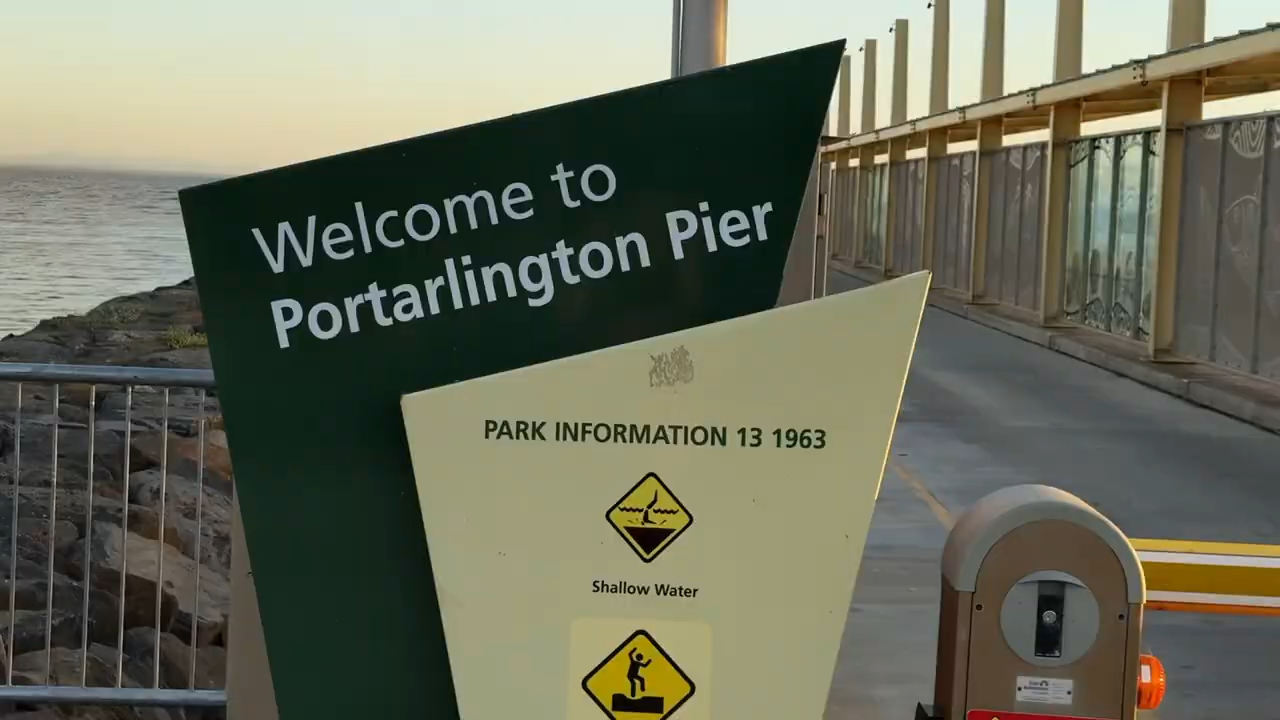 Welcome to
Portarlington Pier
PARK INFORMATION 13 1963
Shallow Water